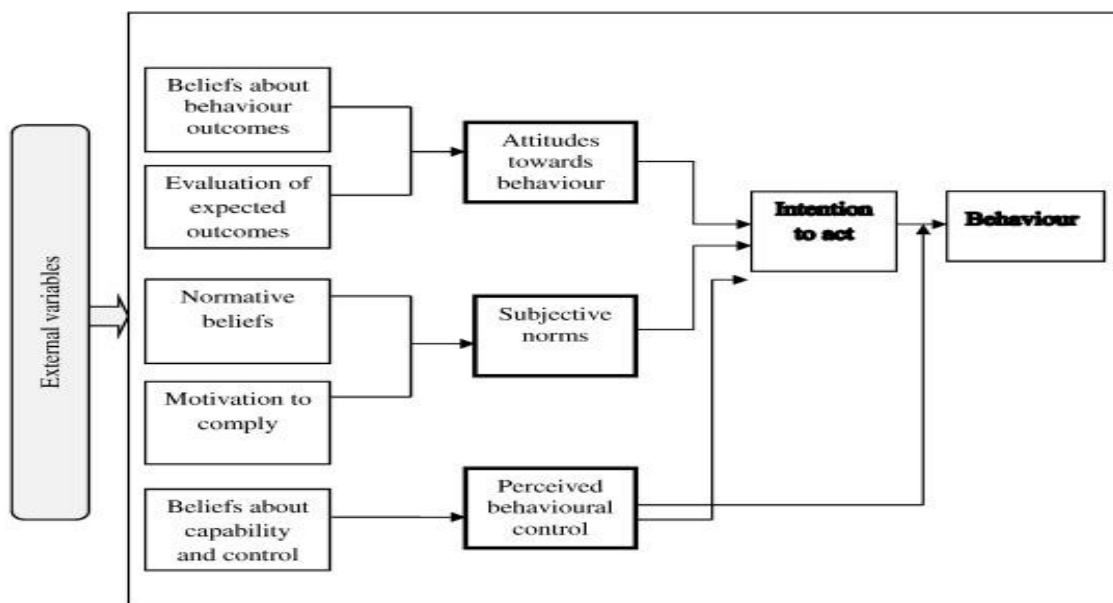 External variables
Beliefs about
behaviour
outcomes
Evaluation of
expected
outcomes
Normative
beliefs
Motivation to
comply
Beliefs about
capability
and control
Attitudes
towards
behaviour
Subjective
norms
Perceived
behavioural
control
Intention
to act
Behaviour